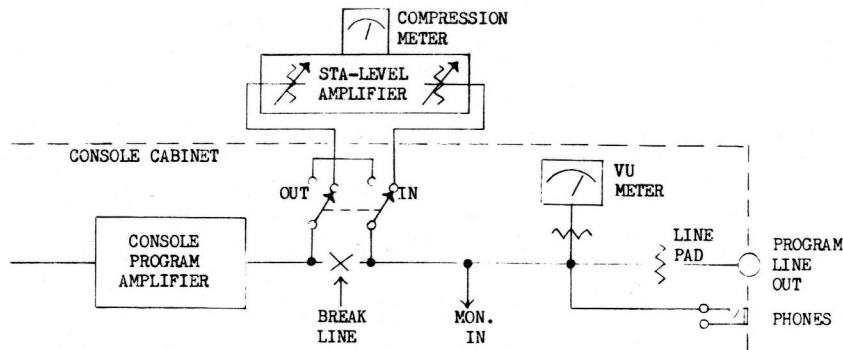 COMPRESSION
METER
STA-LEVEL
AMPLIFIER
CONSOLE CABINET
OUT
IN
VU
METER
CONSOLE
PROGRAM
AMPLIFIER
LINE
PAD
PROGRAM
LINE
OUT
BREAK
LINE
MON.
IN
PHONES